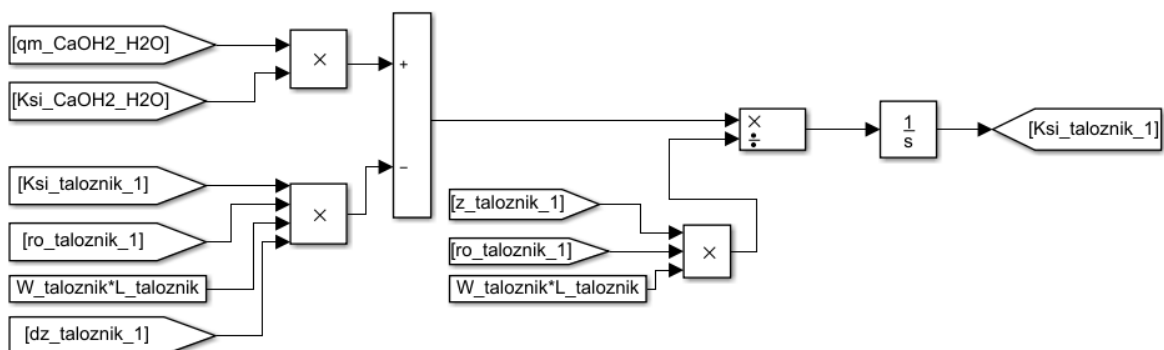 [qm_CaOH2_H2O]
×
[Ksi_CaOH2_H2O]
+
−
×
÷
1
s
[Ksi_taloznik_1]
[Ksi_taloznik_1]
[ro_taloznik_1]
×
W_taloznik*L_taloznik
[dz_taloznik_1]
[z_taloznik_1]
[ro_taloznik_1]
×
W_taloznik*L_taloznik